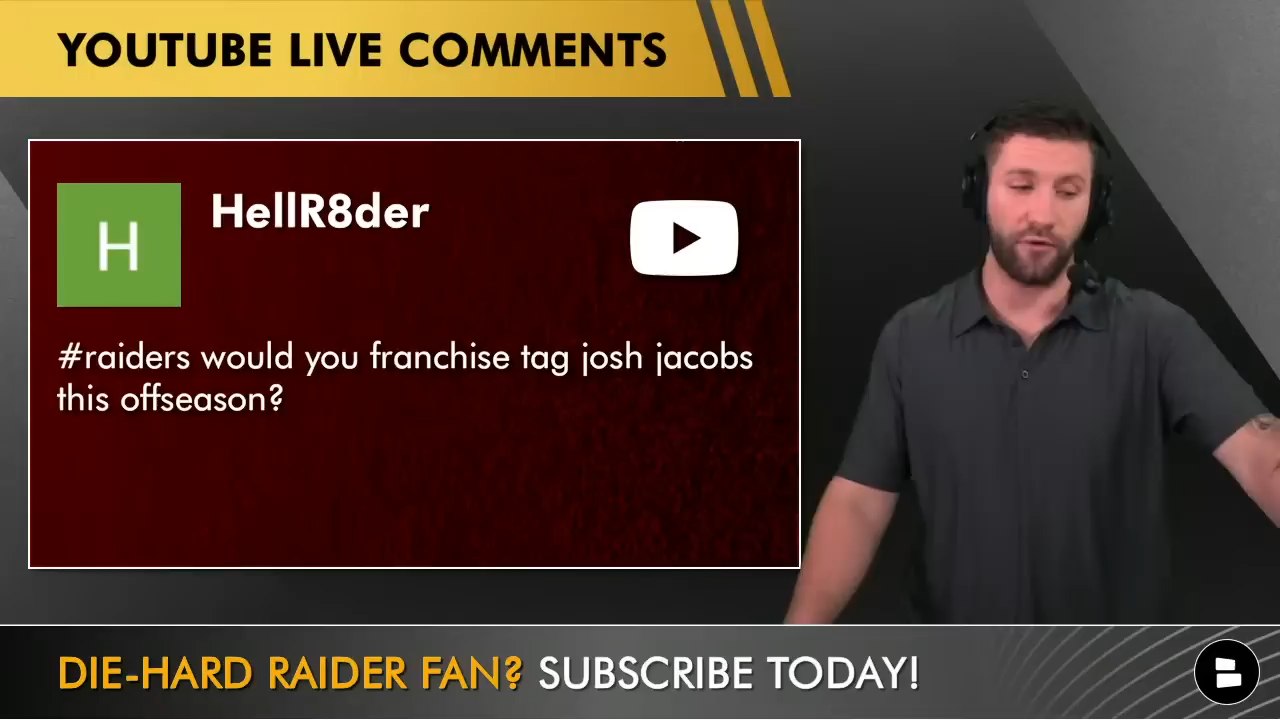 YOUTUBE LIVE COMMENTS
H
HellR8der
#raiders would you franchise tag josh jacobs
this offseason?
DIE-HARD RAIDER FAN? SUBSCRIBE TODAY!